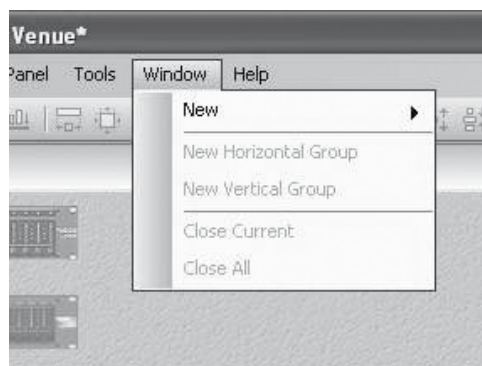 Venue*
Panel Tools Window Help
New
New Horizontal Group
New Vertical Group
Close Current
Close All